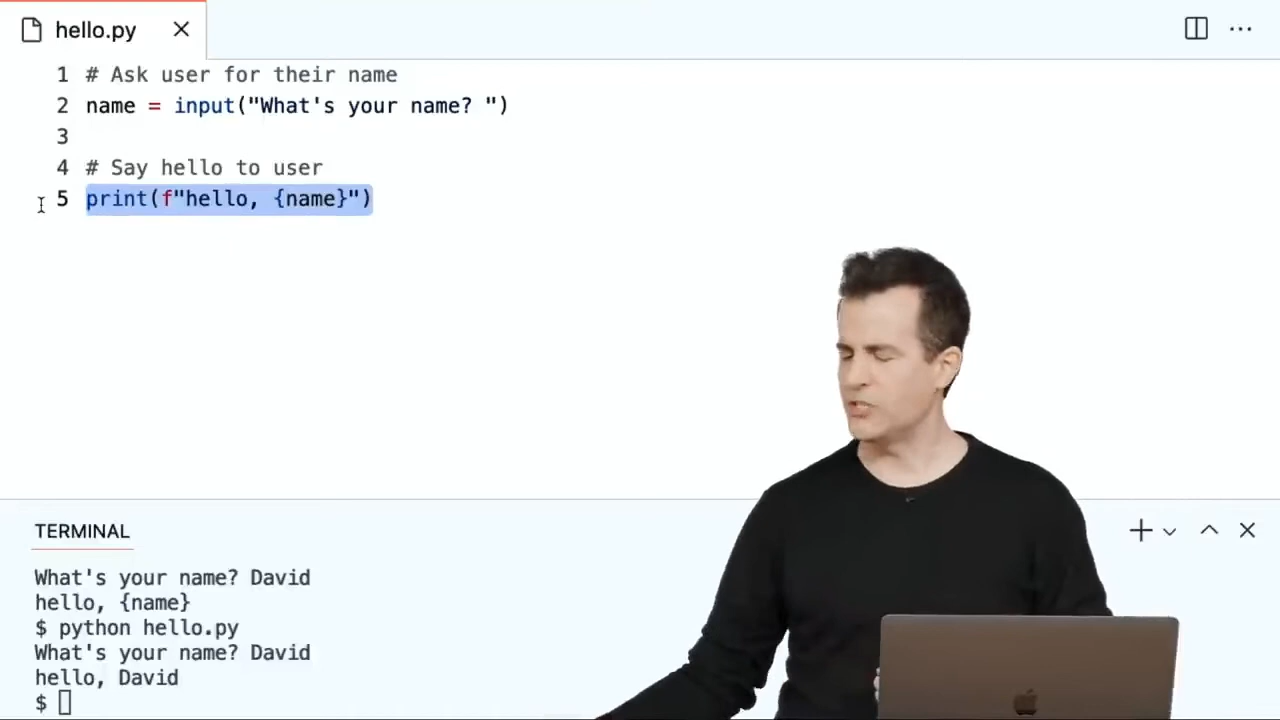 hello.py
1 # Ask user for their name
2 name = input("What's your name? ")
3
4 # Say hello to user
5 print(f"hello, {name}")
TERMINAL
What's your name? David
hello, {name}
$ python hello.py
What's your name? David
hello, David
$